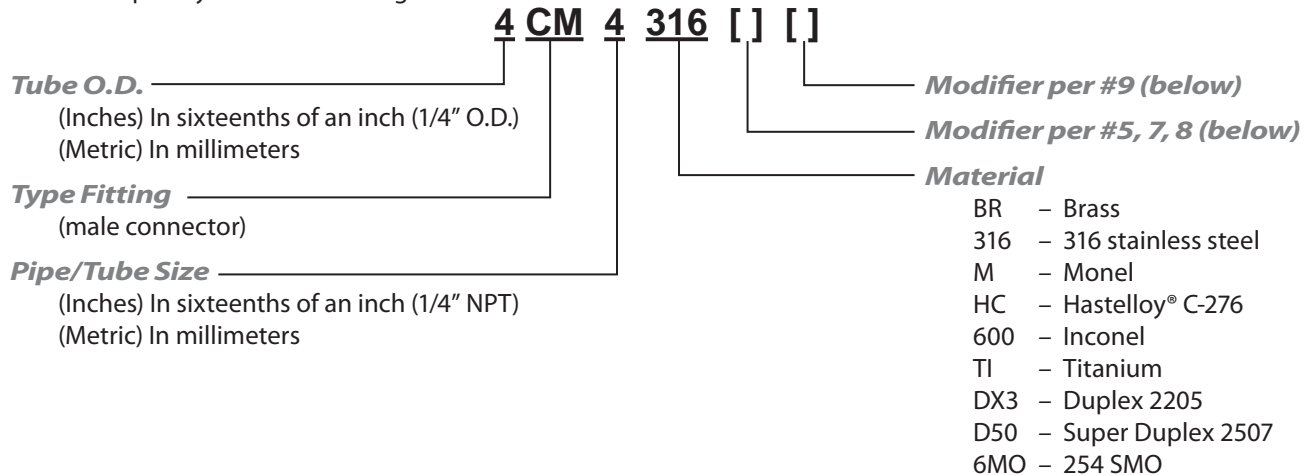 4 CM 4 316 [ ] [ ]
Tube O.D.
(Inches) In sixteenths of an inch (1/4" O.D.)
(Metric) In millimeters
Type Fitting
(male connector)
Pipe/Tube Size
(Inches) In sixteenths of an inch (1/4" NPT)
(Metric) In millimeters
Modifier per #9 (below)
Modifier per #5, 7, 8 (below)
Material
BR – Brass
316 – 316 stainless steel
M – Monel
HC – Hastelloy® C-276
600 – Inconel
TI – Titanium
DX3 – Duplex 2205
D50 – Super Duplex 2507
6MO – 254 SMO